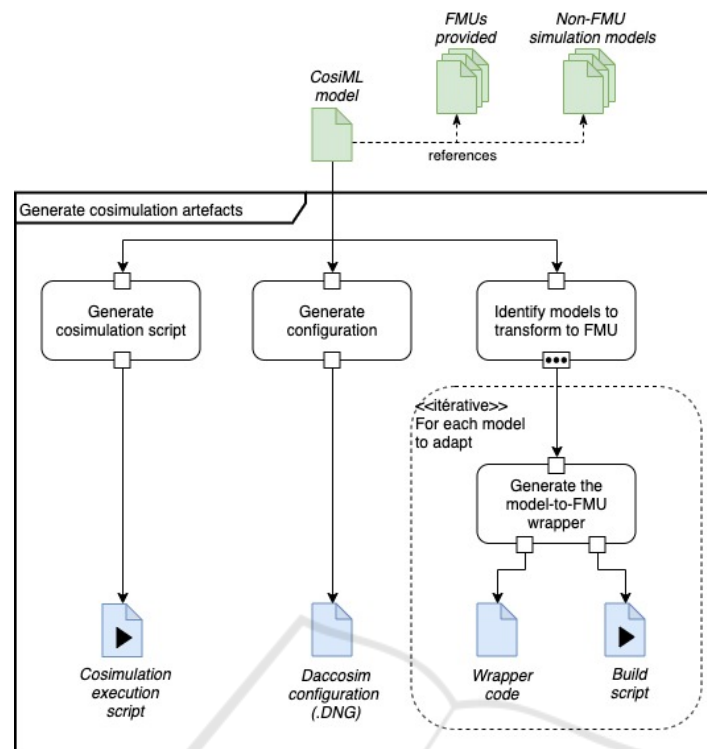 FMUs
provided
Non-FMU
simulation models
CosiML
model
references
Generate cosimulation artefacts
Generate
cosimulation script
Generate
configuration
Identify models to
transform to FMU
<<itérative>>
For each model
to adapt
Generate the
model-to-FMU
wrapper
Cosimulation
execution
script
Daccosim
configuration
(.DNG)
Wrapper
code
Build
script